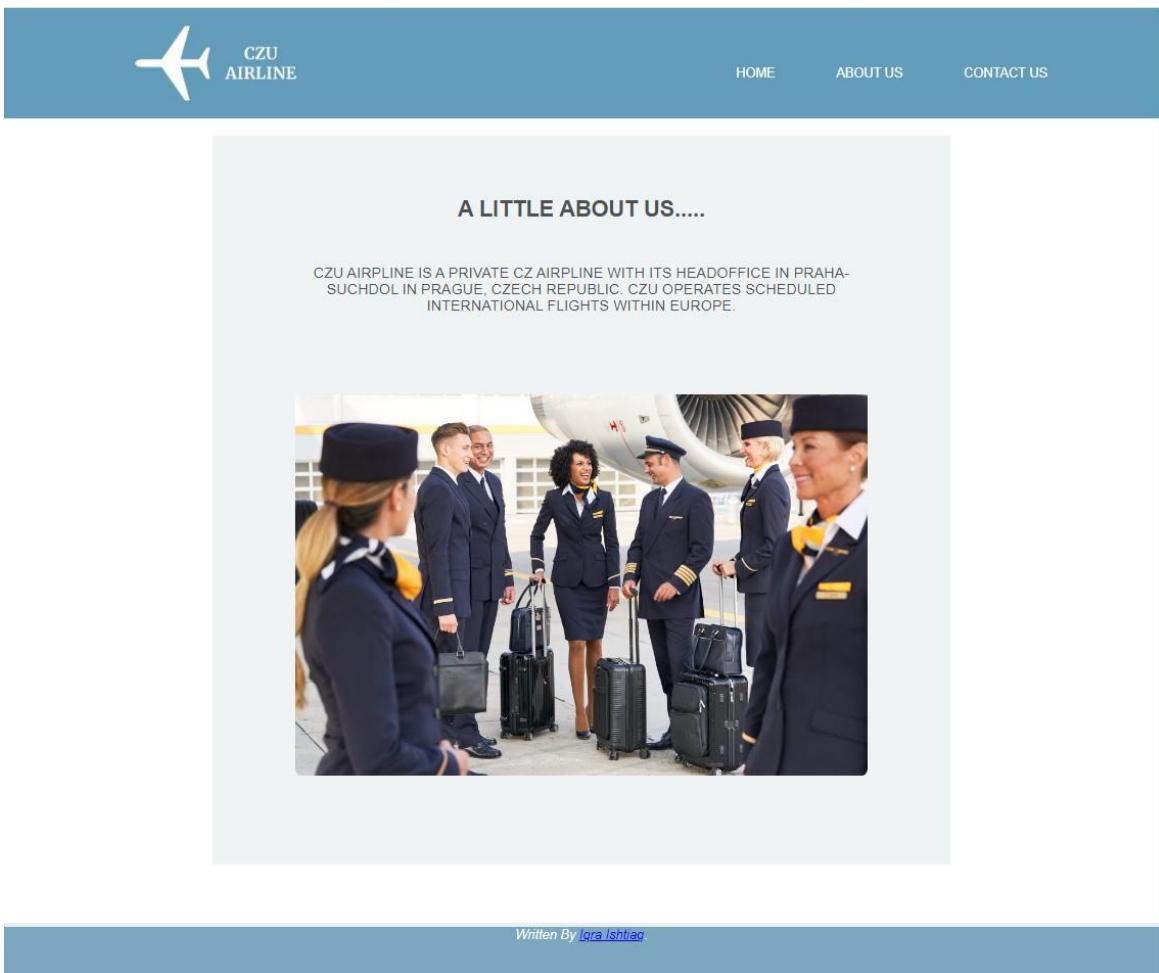 CZU
AIRLINE
HOME ABOUT US CONTACT US
A LITTLE ABOUT US.....
CZU AIRPLINE IS A PRIVATE CZ AIRPLINE WITH ITS HEADOFFICE IN PRAHA-
SUCHDOL IN PRAGUE, CZECH REPUBLIC. CZU OPERATES SCHEDULED
INTERNATIONAL FLIGHTS WITHIN EUROPE.
Written By Iqra Ishtiaq.